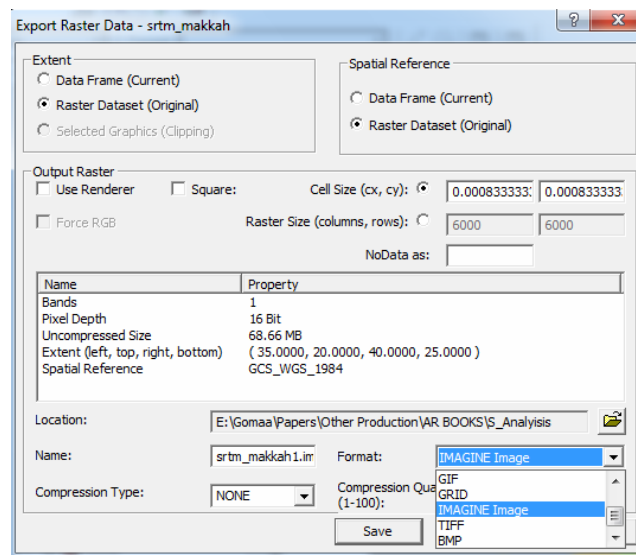 Export Raster Data - srtm_makkah
Extent
Data Frame (Current)
Raster Dataset (Original)
Selected Graphics (Clipping)
Spatial Reference
Data Frame (Current)
Raster Dataset (Original)
Output Raster
Use Renderer Square: Cell Size (cx, cy): 0.000833333 0.000833333
Force RGB Raster Size (columns, rows): 6000 6000
NoData as:
Name Property
Bands 1
Pixel Depth 16 Bit
Uncompressed Size 68.66 MB
Extent (left, top, right, bottom) ( 35.0000, 20.0000, 40.0000, 25.0000 )
Spatial Reference GCS_WGS_1984
Location: E:\Gomaa\Papers\Other Production\AR BOOKS\S_Analyisis
Name: srtm_makkah1.im Format: IMAGINE Image
GIF
GRID
IMAGINE Image
TIFF
BMP
Compression Type: NONE Compression Qua
(1-100):
Save